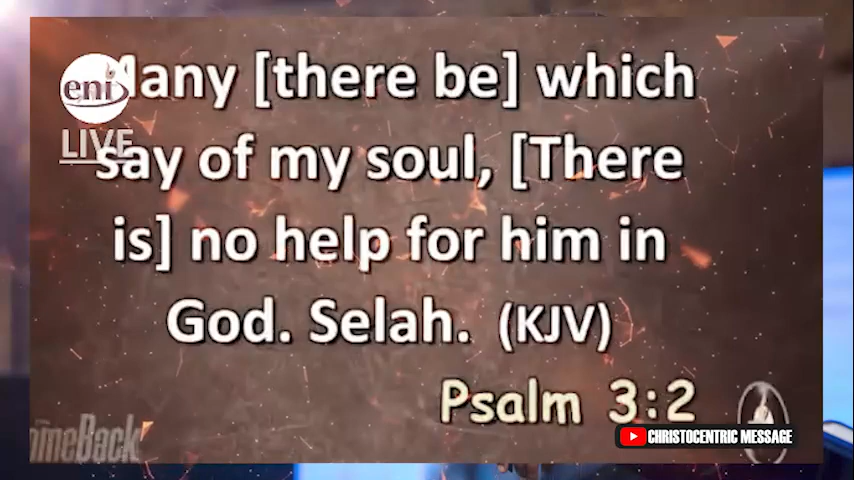 Many [there be] which
eni
LIVE
say of my soul, [There
is] no help for him in
God. Selah. (KJV)
Psalm 3:2
omeBack
CHRISTOCENTRIC MESSAGE